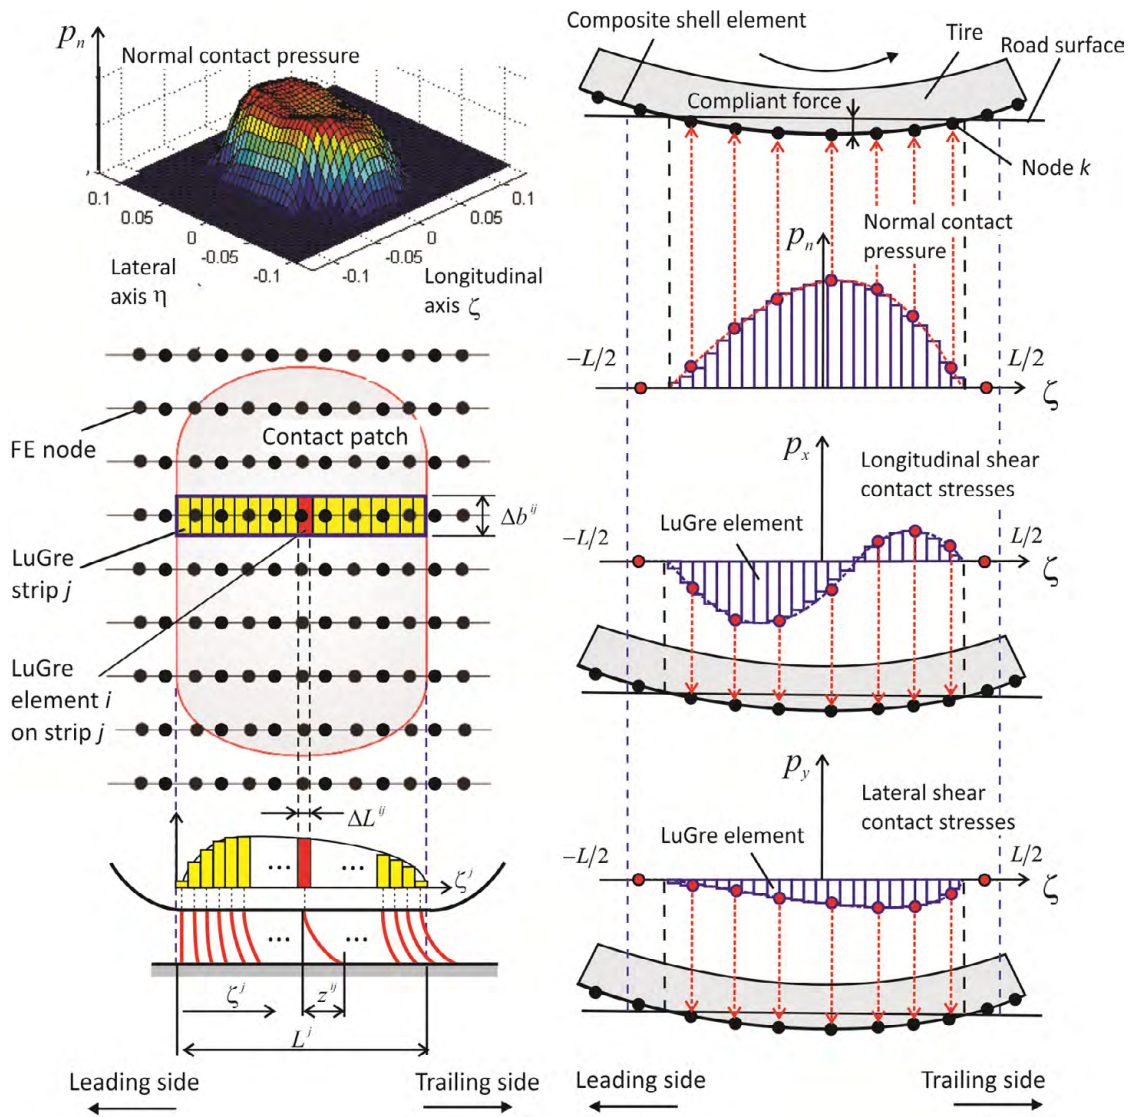 p_n
Normal contact pressure
0.1
0.05
0
-0.05
-0.1
Lateral
axis η
-0.1
-0.05
0
0.05
0.1
Longitudinal
axis ζ
FE node
Contact patch
Δb^{ij}
LuGre
strip j
LuGre
element i
on strip j
ΔL^{ij}
... ...
ζ^j
... ...
ζ^j
z^{ij}
L^j
Leading side
Trailing side
Composite shell element
Tire
Road surface
Compliant force
Node k
p_n
Normal contact
pressure
-L/2
L/2
ζ
p_x
Longitudinal shear
contact stresses
LuGre element
-L/2
L/2
ζ
p_y
Lateral shear
contact stresses
LuGre element
-L/2
L/2
ζ
Leading side
Trailing side